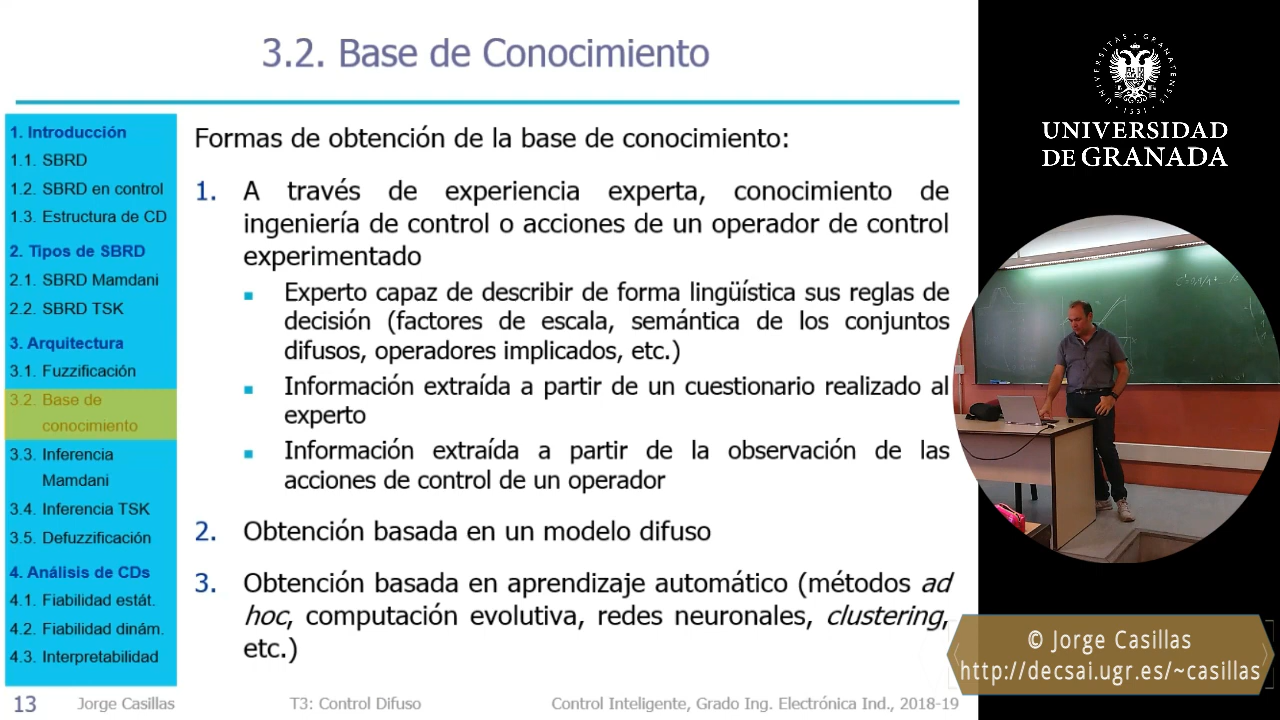 3.2. Base de Conocimiento
1. Introducción
1.1. SBRD
1.2. SBRD en control
1.3. Estructura de CD
2. Tipos de SBRD
2.1. SBRD Mamdani
2.2. SBRD TSK
3. Arquitectura
3.1. Fuzzificación
3.2. Base de
conocimiento
3.3. Inferencia
Mamdani
3.4. Inferencia TSK
3.5. Defuzzificación
4. Análisis de CDs
4.1. Fiabilidad estát.
4.2. Fiabilidad dinám.
4.3. Interpretabilidad
Formas de obtención de la base de conocimiento:
1. A través de experiencia experta, conocimiento de
ingeniería de control o acciones de un operador de control
experimentado
▪ Experto capaz de describir de forma lingüística sus reglas de
decisión (factores de escala, semántica de los conjuntos
difusos, operadores implicados, etc.)
▪ Información extraída a partir de un cuestionario realizado al
experto
▪ Información extraída a partir de la observación de las
acciones de control de un operador
2. Obtención basada en un modelo difuso
3. Obtención basada en aprendizaje automático (métodos ad
hoc, computación evolutiva, redes neuronales, clustering,
etc.)
13 Jorge Casillas T3: Control Difuso Control Inteligente, Grado Ing. Electrónica Ind., 2018-19
UNIVERSITAS · GRANATENSIS · 1531 ·
UNIVERSIDAD
DE GRANADA
© Jorge Casillas
http://decsai.ugr.es/~casillas